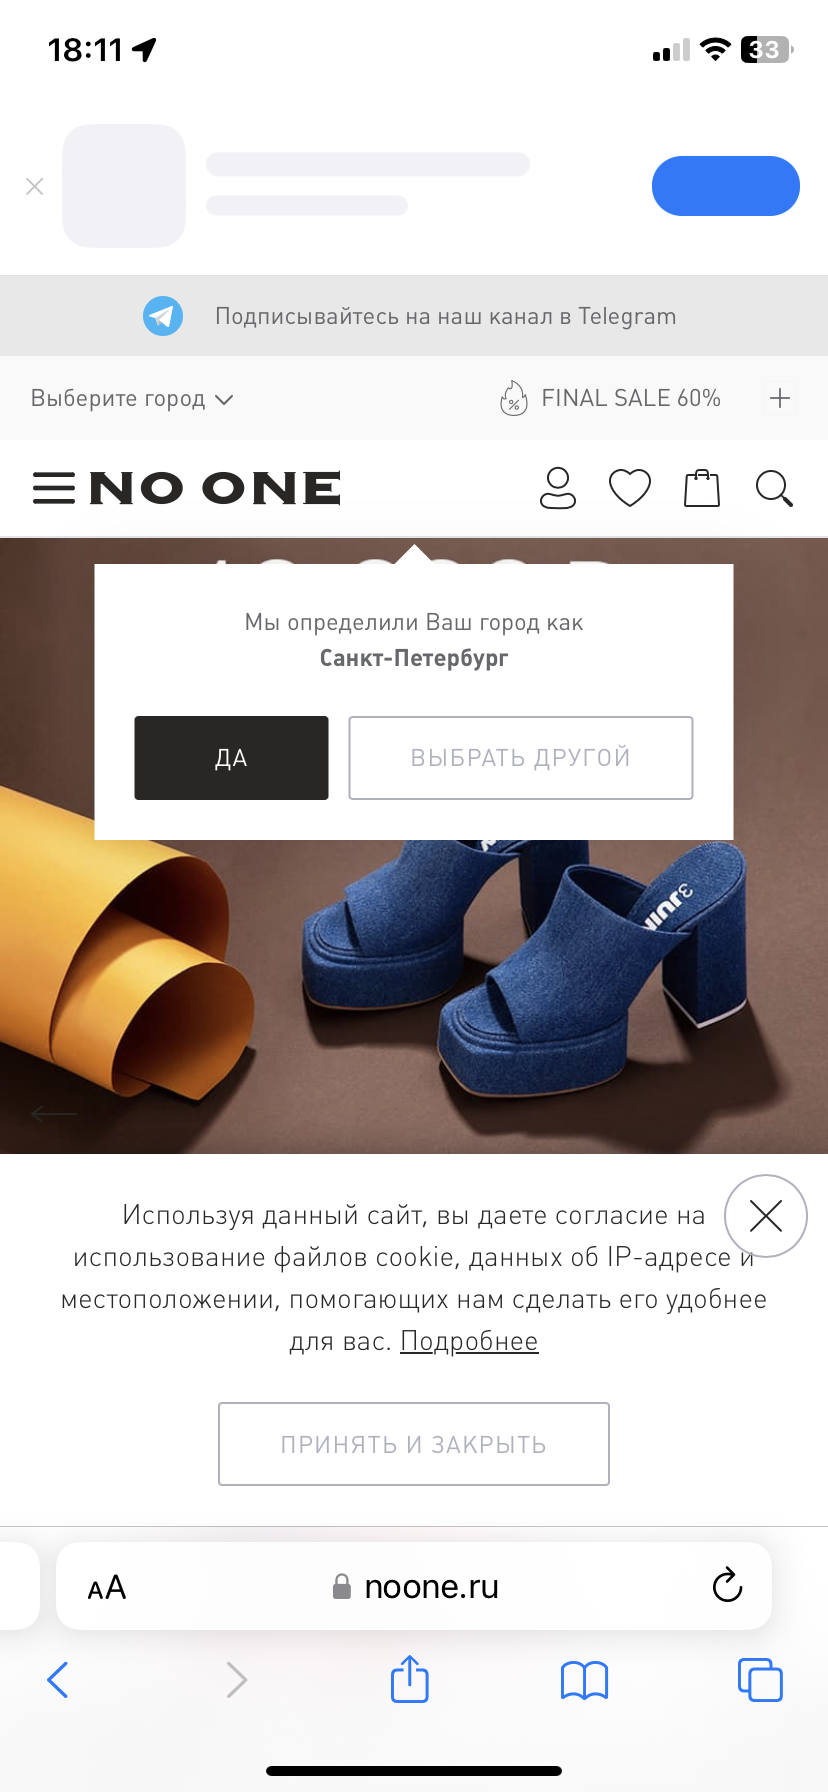 18:11
33
Подписывайтесь на наш канал в Telegram
Выберите город
FINAL SALE 60%
NO ONE
Мы определили Ваш город как
Санкт-Петербург
ДА
ВЫБРАТЬ ДРУГОЙ
Используя данный сайт, вы даете согласие на
использование файлов cookie, данных об IP-адресе и
местоположении, помогающих нам сделать его удобнее
для вас. Подробнее
ПРИНЯТЬ И ЗАКРЫТЬ
AA
noone.ru